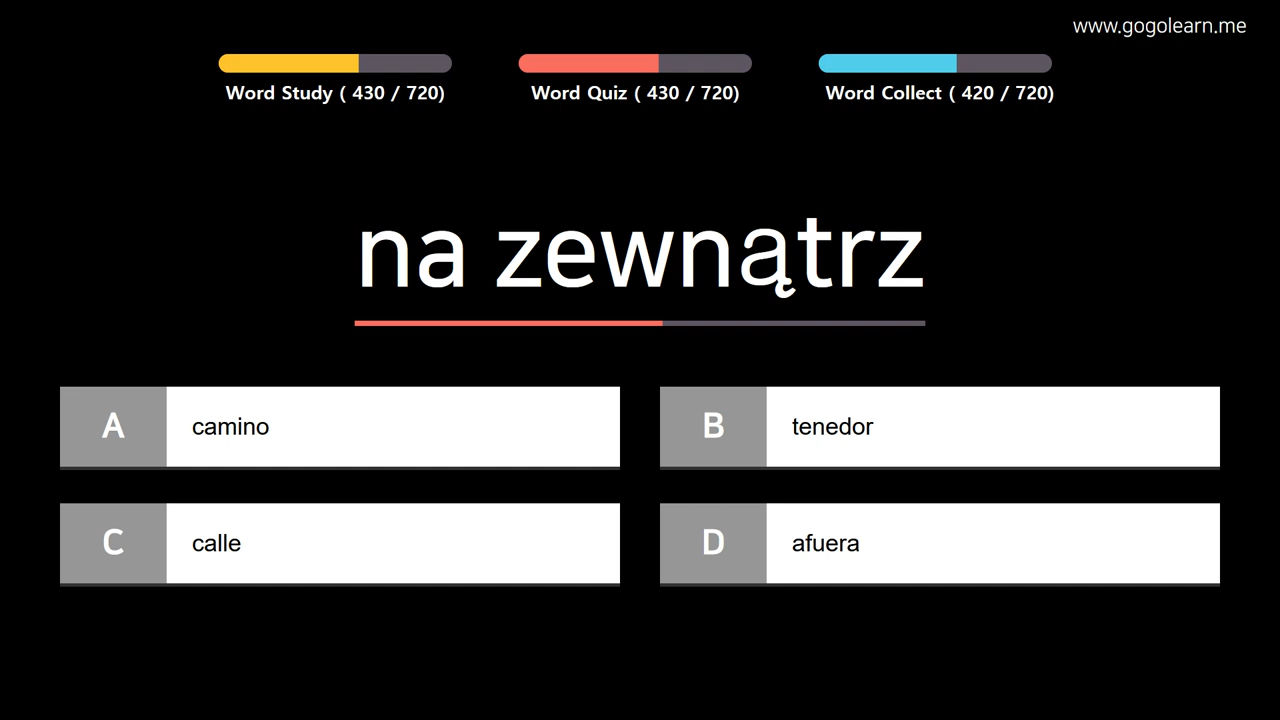 www.gogolearn.me
Word Study ( 430 / 720)
Word Quiz ( 430 / 720)
Word Collect ( 420 / 720)
na zewnątrz
A camino
B tenedor
C calle
D afuera